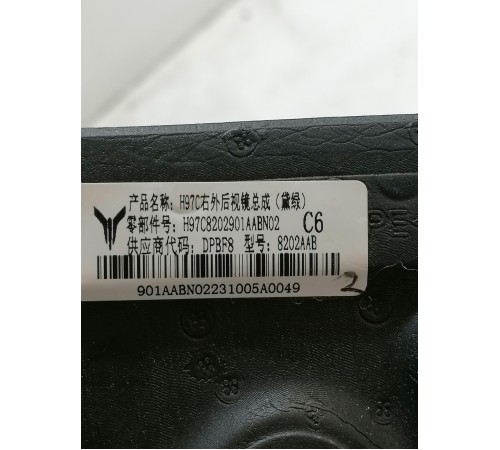 产品名称: H97C右外后视镜总成 (黛绿)
零部件号: H97C8202901AABN02 C6
供应商代码: DPBF8 型号: 8202AAB
901AABN02231005A0049